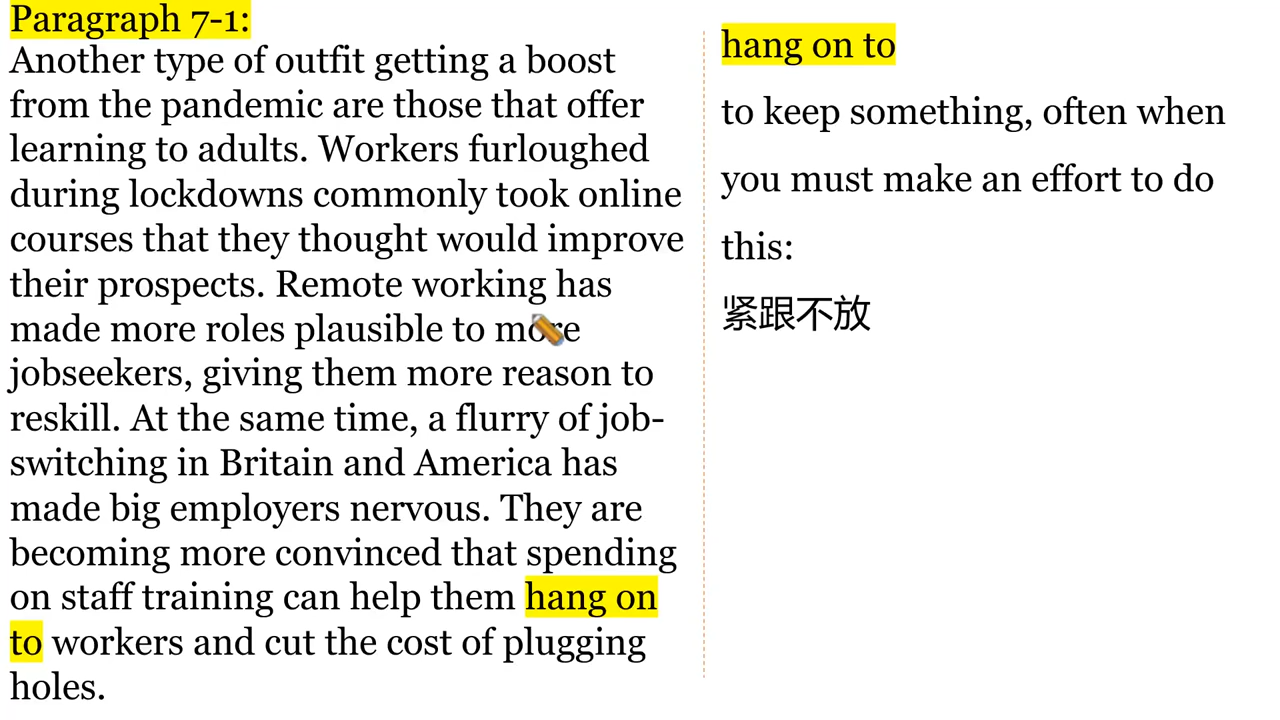 Paragraph 7-1:
Another type of outfit getting a boost
from the pandemic are those that offer
learning to adults. Workers furloughed
during lockdowns commonly took online
courses that they thought would improve
their prospects. Remote working has
made more roles plausible to more
jobseekers, giving them more reason to
reskill. At the same time, a flurry of job-
switching in Britain and America has
made big employers nervous. They are
becoming more convinced that spending
on staff training can help them hang on
to workers and cut the cost of plugging
holes.
hang on to
to keep something, often when
you must make an effort to do
this:
紧跟不放